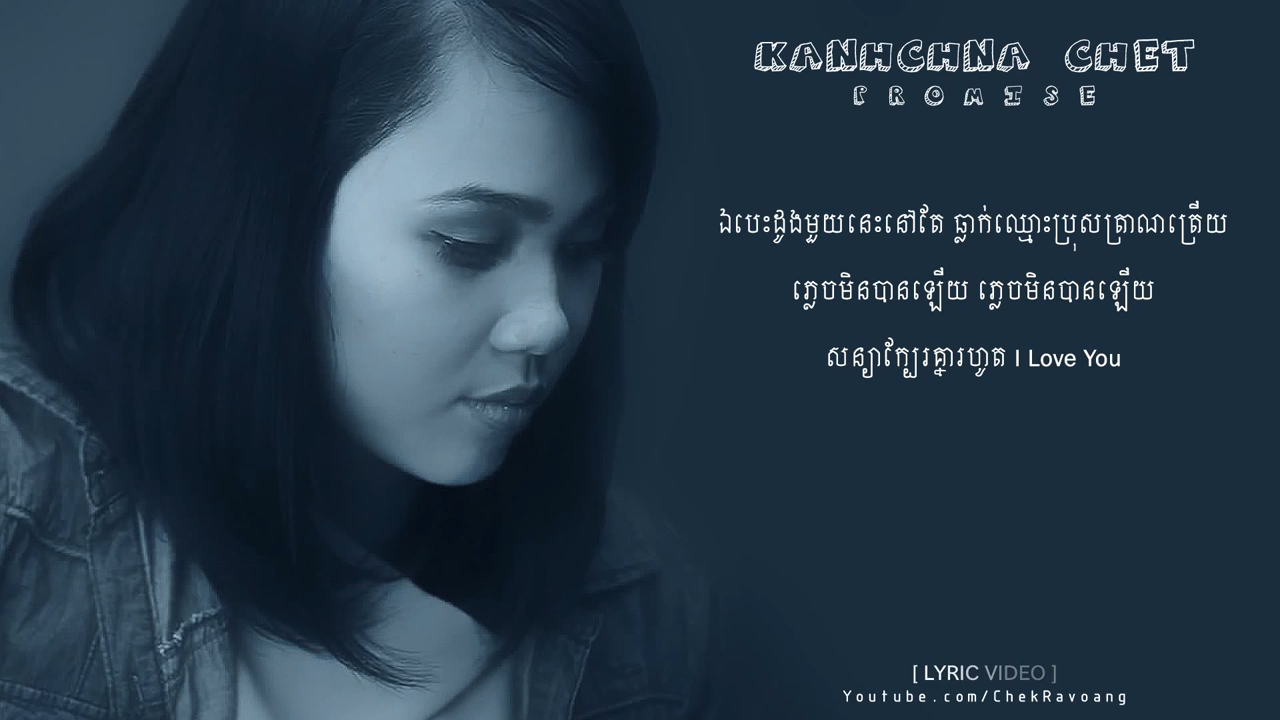 KANHCHNA CHET
PROMISE
ឯបេះដូងមួយនេះនៅតែ ធ្លាក់ឈ្មោះប្រុសត្រាណត្រើយ
ភ្លេចមិនបានឡើយ ភ្លេចមិនបានឡើយ
សន្យាក្បែរគ្នារហូត I Love You
[ LYRIC VIDEO ]
Youtube.com/ChekRavoang